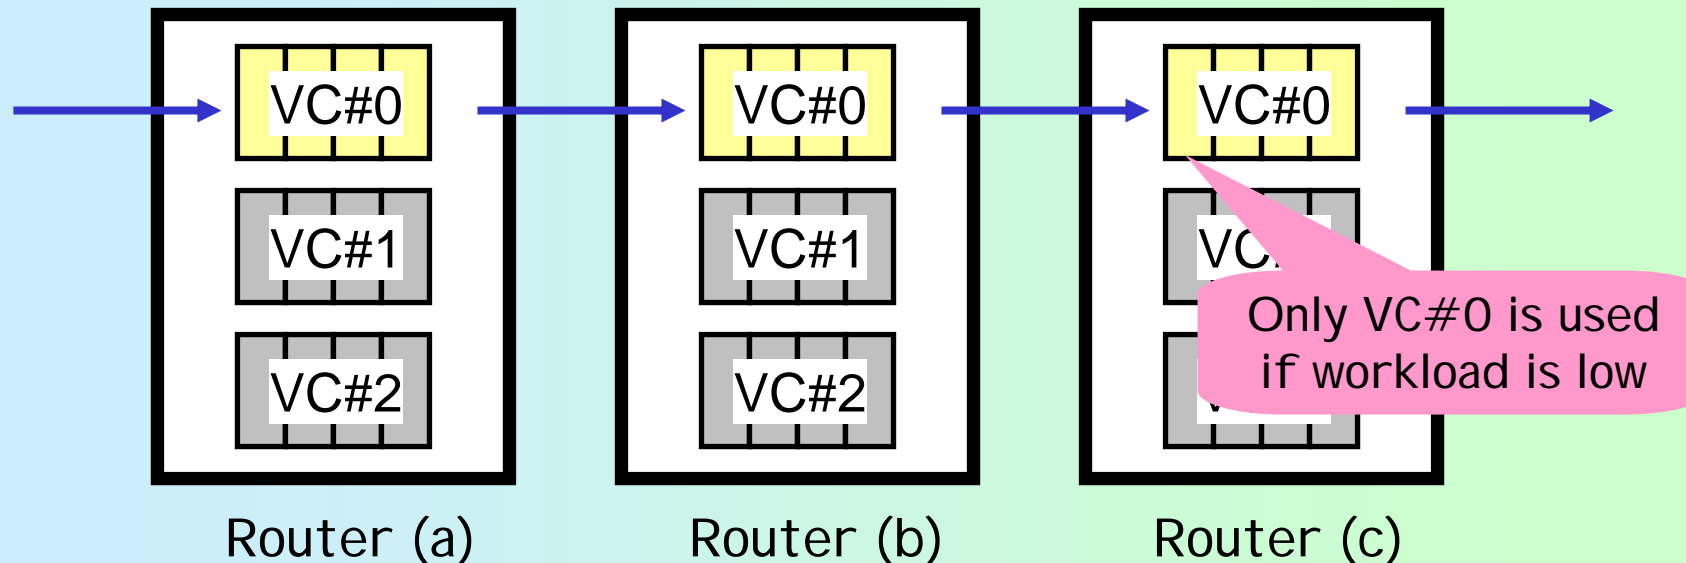 VC#0
VC#0
VC#0
VC#1
VC#1
VC
VC#2
VC#2
Only VC#0 is used
if workload is low
Router (a)
Router (b)
Router (c)